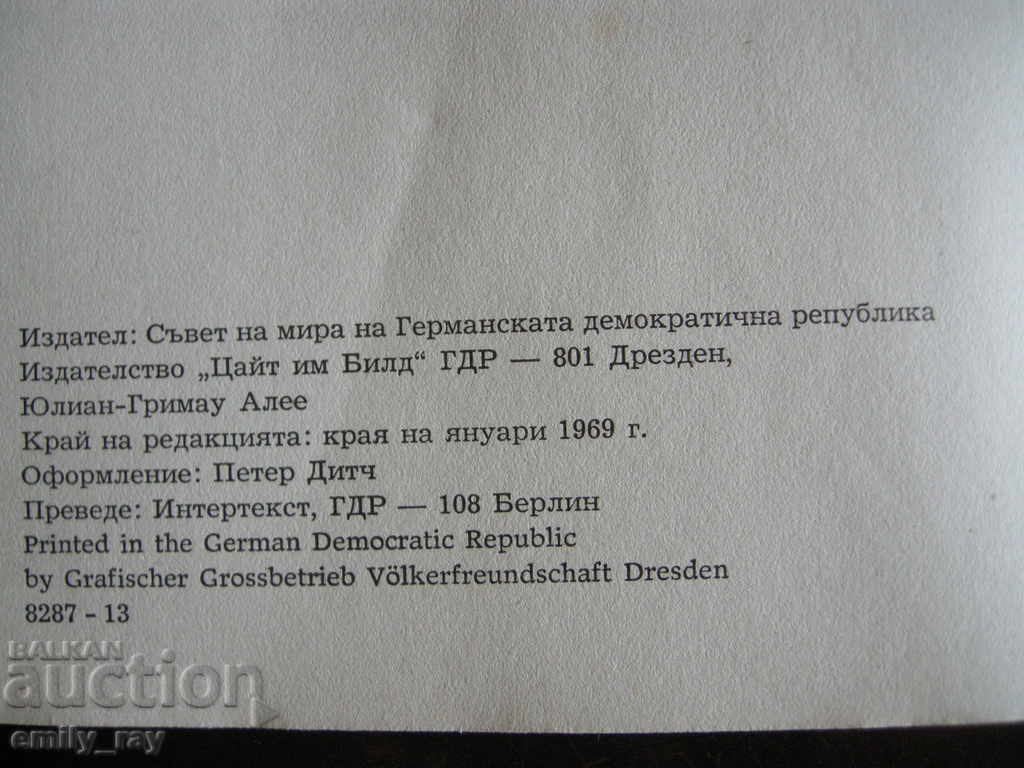 Издател: Съвет на мира на Германската демократична република
Издателство „Цайт им Билд“ ГДР — 801 Дрезден,
Юлиан-Гримау Алее
Край на редакцията: края на януари 1969 г.
Оформление: Петер Дитч
Преведе: Интертекст, ГДР — 108 Берлин
Printed in the German Democratic Republic
by Grafischer Grossbetrieb Völkerfreundschaft Dresden
8287 - 13
BALKAN
auction
emily_ray